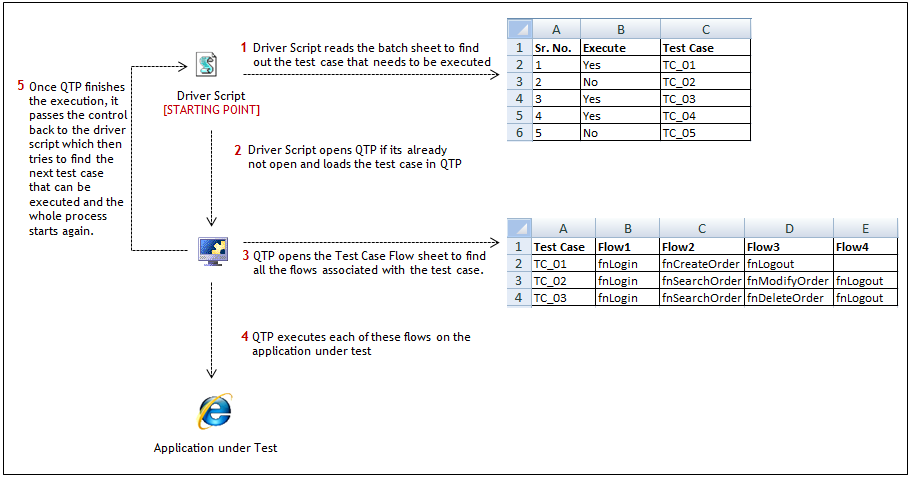 1 Driver Script reads the batch sheet to find
out the test case that needs to be executed
A B C
1 Sr. No. Execute Test Case
2 1 Yes TC_01
3 2 No TC_02
4 3 Yes TC_03
5 4 Yes TC_04
6 5 No TC_05
Driver Script
[STARTING POINT]
5 Once QTP finishes
the execution, it
passes the control
back to the driver
script which then
tries to find the
next test case
that can be
executed and the
whole process
starts again.
2 Driver Script opens QTP if its already
not open and loads the test case in QTP
3 QTP opens the Test Case Flow sheet to find
all the flows associated with the test case.
A B C D E
1 Test Case Flow1 Flow2 Flow3 Flow4
2 TC_01 fnLogin fnCreateOrder fnLogout
3 TC_02 fnLogin fnSearchOrder fnModifyOrder fnLogout
4 TC_03 fnLogin fnSearchOrder fnDeleteOrder fnLogout
4 QTP executes each of these flows on the
application under test
Application under Test